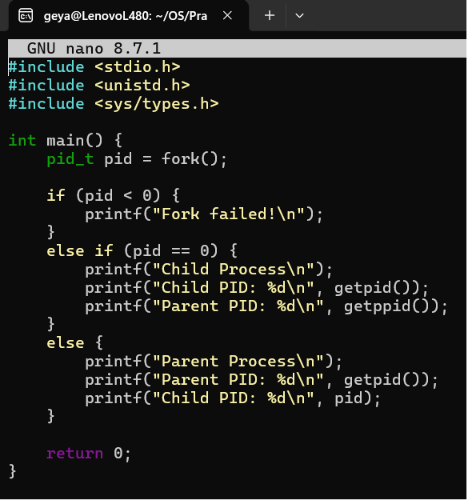 geya@LenovoL480: ~/OS/Pra
GNU nano 8.7.1
#include <stdio.h>
#include <unistd.h>
#include <sys/types.h>

int main() {
    pid_t pid = fork();

    if (pid < 0) {
        printf("Fork failed!\n");
    }
    else if (pid == 0) {
        printf("Child Process\n");
        printf("Child PID: %d\n", getpid());
        printf("Parent PID: %d\n", getppid());
    }
    else {
        printf("Parent Process\n");
        printf("Parent PID: %d\n", getpid());
        printf("Child PID: %d\n", pid);
    }

    return 0;
}